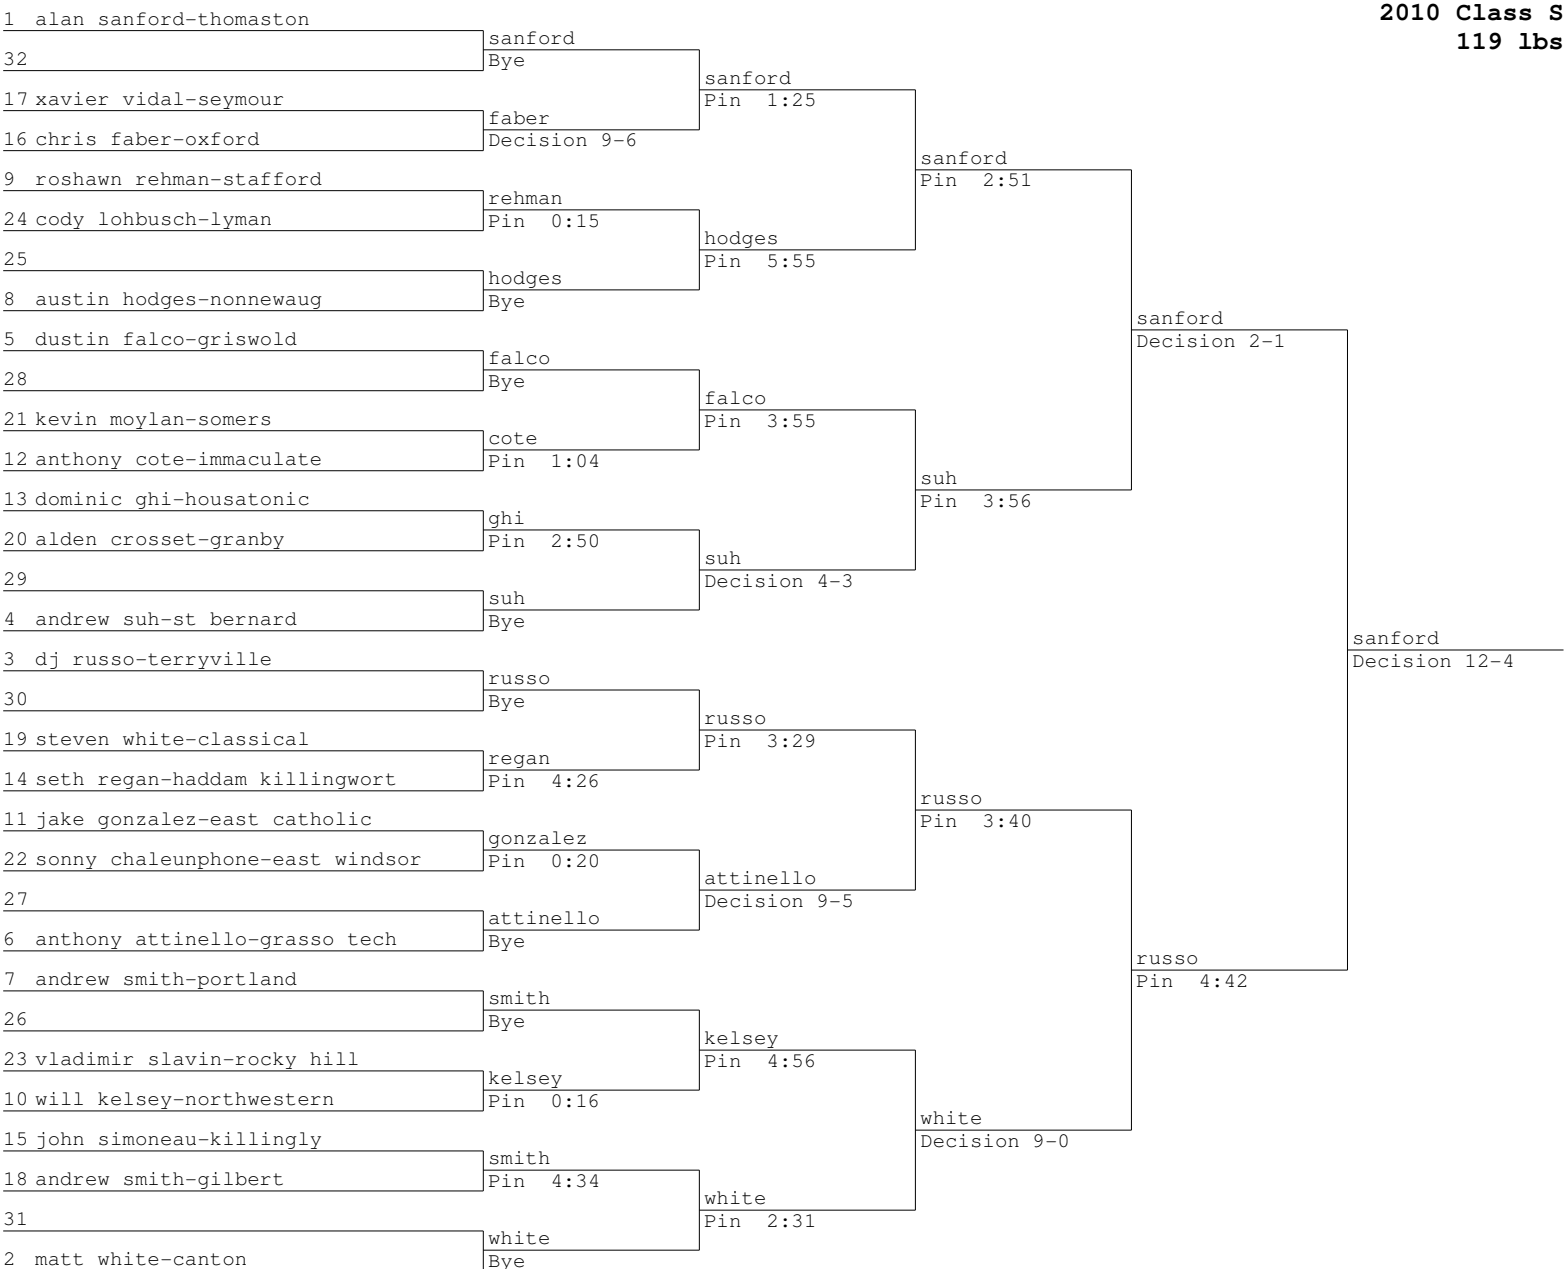 2010 Class S
119 lbs
1 alan sanford-thomaston
sanford
32
Bye
sanford
17 xavier vidal-seymour
Pin 1:25
faber
16 chris faber-oxford
Decision 9-6
sanford
9 roshawn rehman-stafford
Pin 2:51
rehman
24 cody lohbusch-lyman
Pin 0:15
hodges
25
Pin 5:55
hodges
8 austin hodges-nonnewaug
Bye
sanford
5 dustin falco-griswold
Decision 2-1
falco
28
Bye
falco
21 kevin moylan-somers
Pin 3:55
cote
12 anthony cote-immaculate
Pin 1:04
suh
13 dominic ghi-housatonic
Pin 3:56
ghi
20 alden crosset-granby
Pin 2:50
suh
29
Decision 4-3
suh
4 andrew suh-st bernard
Bye
sanford
3 dj russo-terryville
Decision 12-4
russo
30
Bye
russo
19 steven white-classical
Pin 3:29
regan
14 seth regan-haddam killingwort
Pin 4:26
russo
11 jake gonzalez-east catholic
Pin 3:40
gonzalez
22 sonny chaleunphone-east windsor
Pin 0:20
attinello
27
Decision 9-5
attinello
6 anthony attinello-grasso tech
Bye
russo
7 andrew smith-portland
Pin 4:42
smith
26
Bye
kelsey
23 vladimir slavin-rocky hill
Pin 4:56
kelsey
10 will kelsey-northwestern
Pin 0:16
white
15 john simoneau-killingly
Decision 9-0
smith
18 andrew smith-gilbert
Pin 4:34
white
31
Pin 2:31
white
2 matt white-canton
Bye